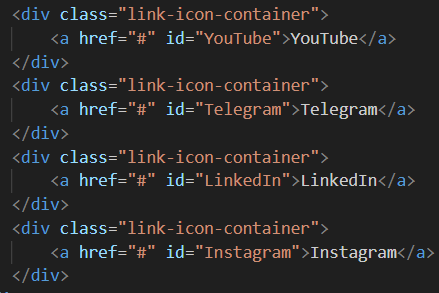 <div class="link-icon-container">
    <a href="#" id="YouTube">YouTube</a>
</div>
<div class="link-icon-container">
    <a href="#" id="Telegram">Telegram</a>
</div>
<div class="link-icon-container">
    <a href="#" id="LinkedIn">LinkedIn</a>
</div>
<div class="link-icon-container">
    <a href="#" id="Instagram">Instagram</a>
</div>